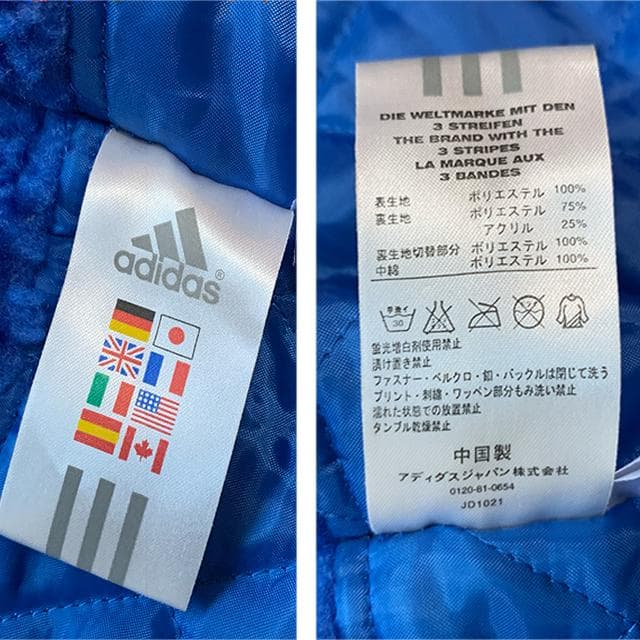 adidas®
DIE WELTMARKE MIT DEN
3 STREIFEN
THE BRAND WITH THE
3 STRIPES
LA MARQUE AUX
3 BANDES
表生地 ポリエステル 100%
裏生地 ポリエステル 75%
アクリル 25%
裏生地切替部分 ポリエステル 100%
中綿 ポリエステル 100%
手洗イ
30
蛍光増白剤使用禁止
漬け置き禁止
ファスナー・ベルクロ・釦・バックルは閉じて洗う
プリント・刺繍・ワッペン部分もみ洗い禁止
濡れた状態での放置禁止
タンブル乾燥禁止
中国製
アディダスジャパン株式会社
0120-81-0654
JD1021